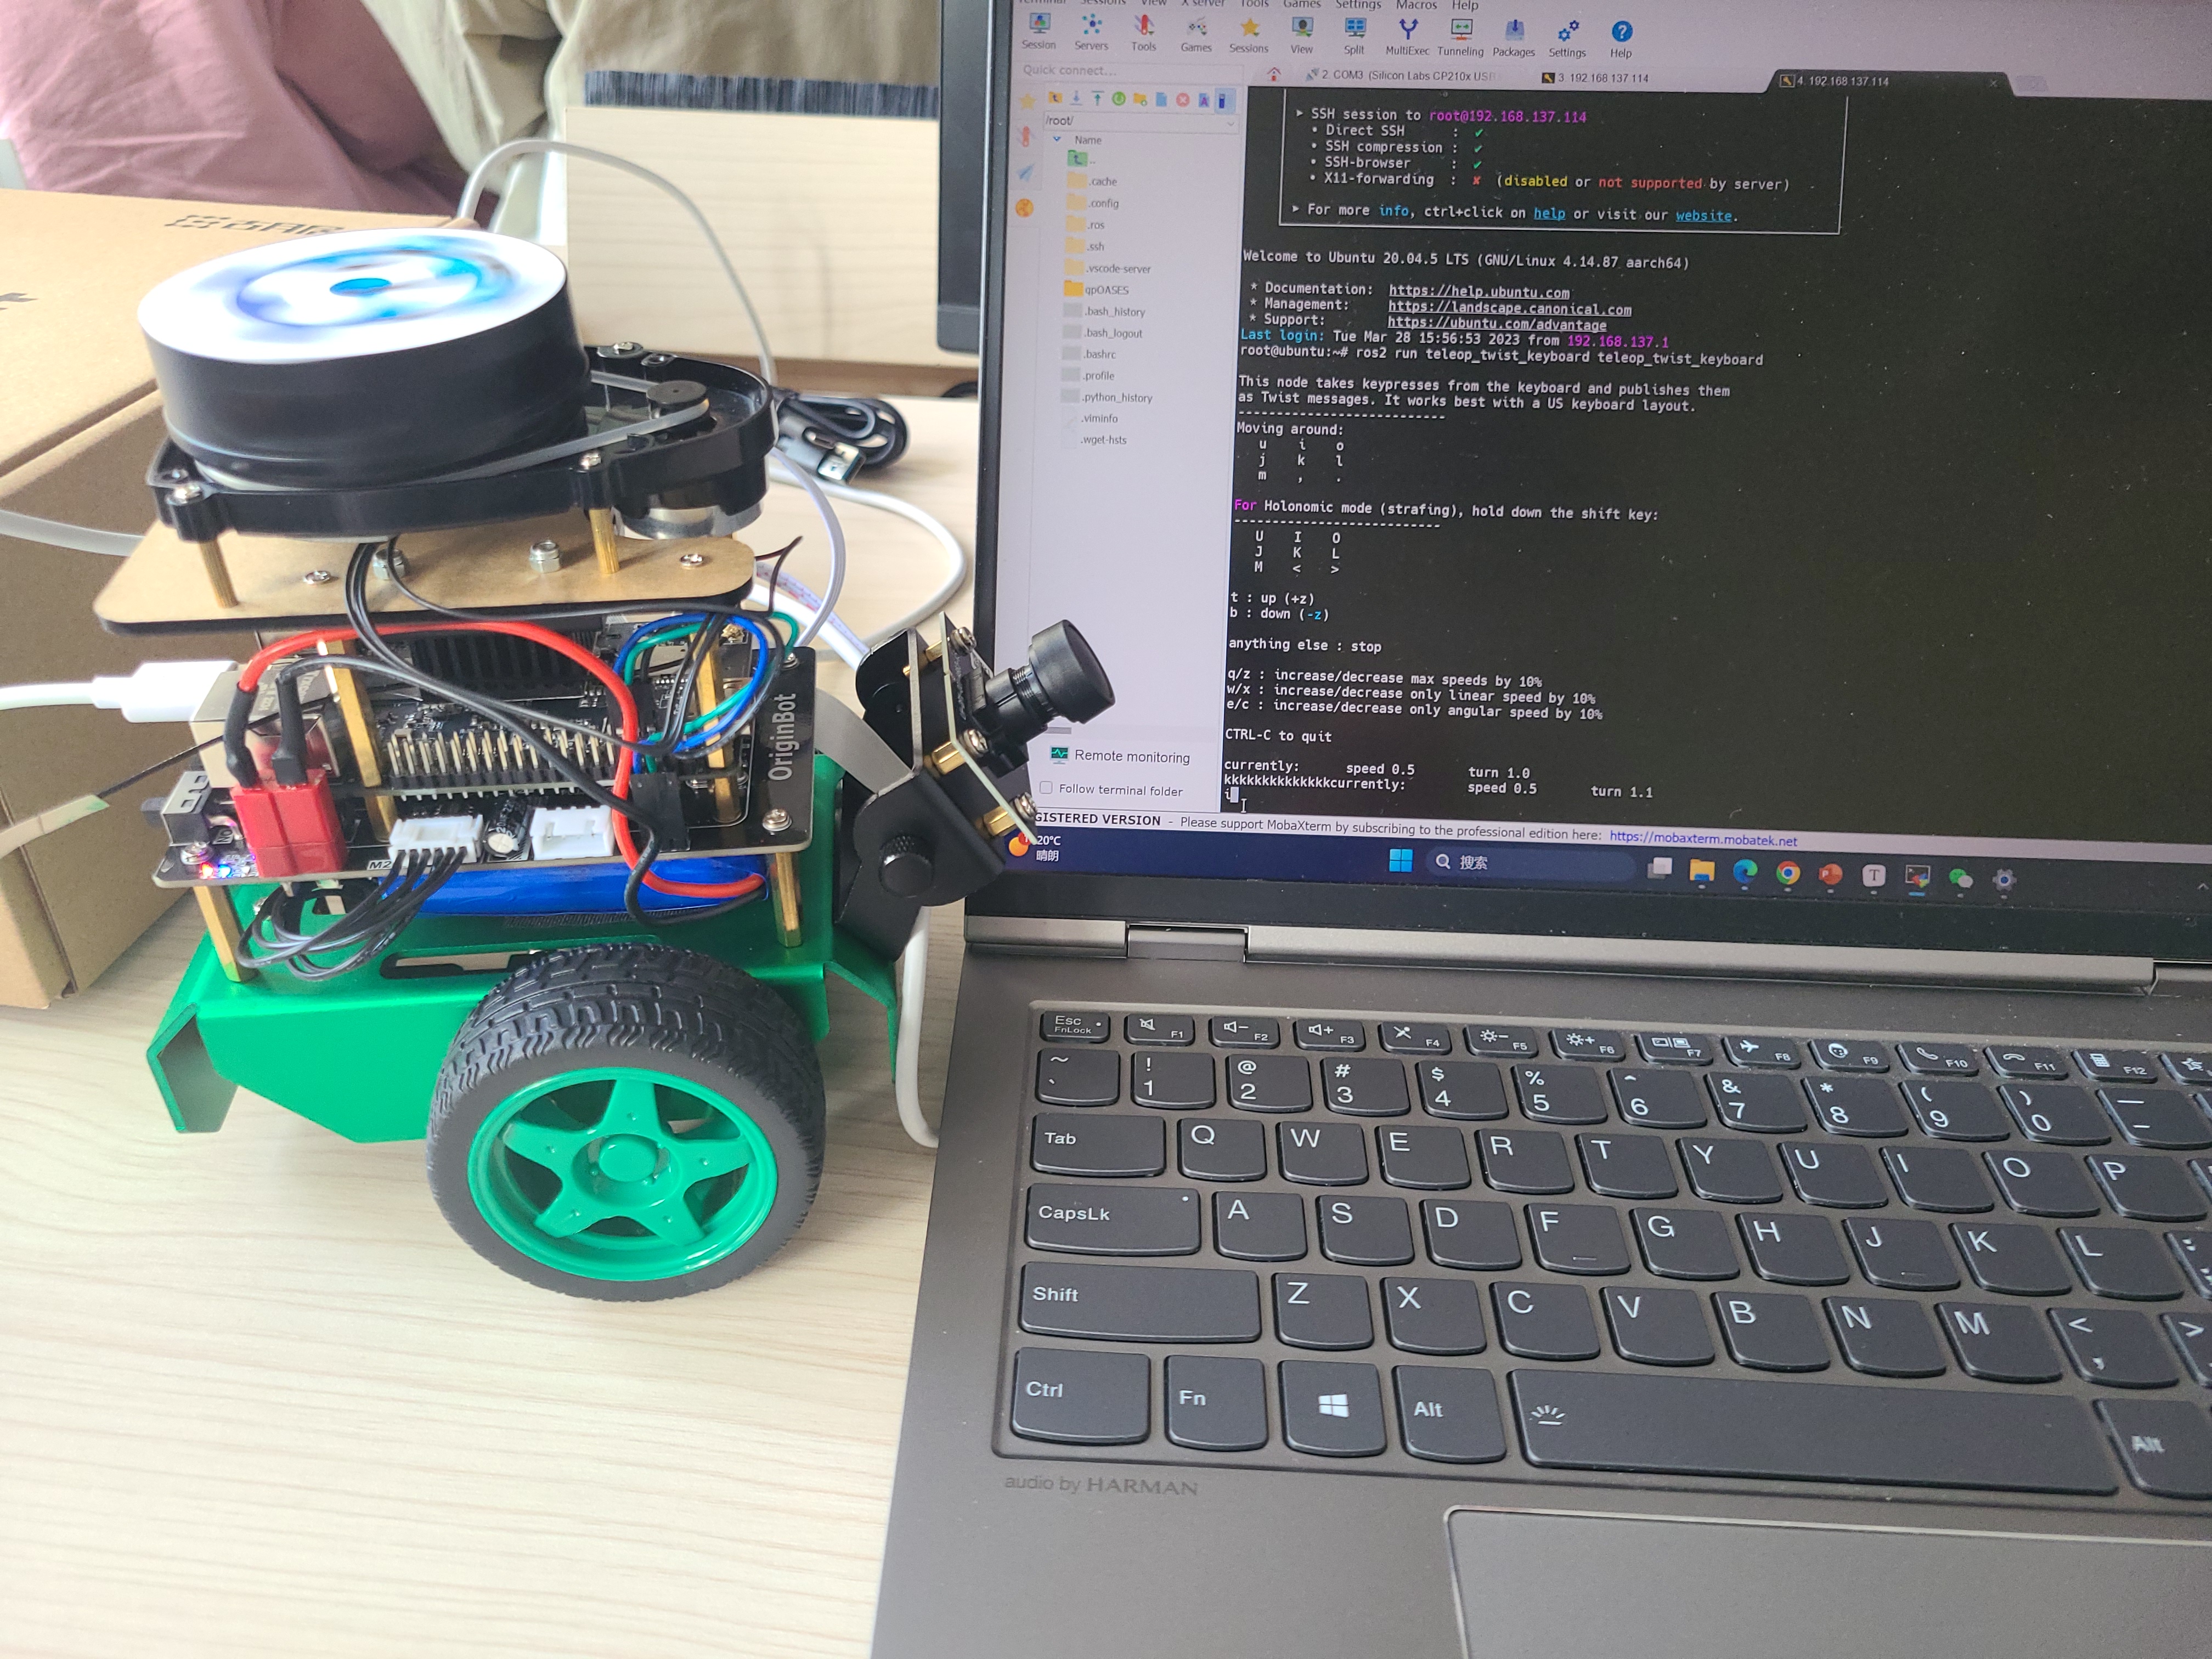 Terminal Sessions View X server Tools Games Settings Macros Help
Session Servers Tools Games Sessions View Split MultiExec Tunneling Packages Settings Help
Quick connect...
2. COM3 (Silicon Labs CP210x USB
3. 192.168.137.114
4. 192.168.137.114
/root/
Name
..
.cache
.config
.ros
.ssh
.vscode-server
qpOASES
.bash_history
.bash_logout
.bashrc
.profile
.python_history
.viminfo
.wget-hsts
Remote monitoring
Follow terminal folder
➤ SSH session to root@192.168.137.114
• Direct SSH : ✔
• SSH compression : ✔
• SSH-browser : ✔
• X11-forwarding : ✘ (disabled or not supported by server)
➤ For more info, ctrl+click on help or visit our website.
Welcome to Ubuntu 20.04.5 LTS (GNU/Linux 4.14.87 aarch64)
* Documentation: https://help.ubuntu.com
* Management: https://landscape.canonical.com
* Support: https://ubuntu.com/advantage
Last login: Tue Mar 28 15:56:53 2023 from 192.168.137.1
root@ubuntu:~# ros2 run teleop_twist_keyboard teleop_twist_keyboard
This node takes keypresses from the keyboard and publishes them
as Twist messages. It works best with a US keyboard layout.
---------------------------
Moving around:
u i o
j k l
m , .
For Holonomic mode (strafing), hold down the shift key:
---------------------------
U I O
J K L
M < >
t : up (+z)
b : down (-z)
anything else : stop
q/z : increase/decrease max speeds by 10%
w/x : increase/decrease only linear speed by 10%
e/c : increase/decrease only angular speed by 10%
CTRL-C to quit
currently: speed 0.5 turn 1.0
kkkkkkkkkkkkkkcurrently: speed 0.5 turn 1.1
i
GISTERED VERSION - Please support MobaXterm by subscribing to the professional edition here: https://mobaxterm.mobatek.net
20°C
晴朗
搜索
OriginBot
M2
Esc FnLock F1 F2 F3 F4 F5 F6 F7 F8 F9 F10 F11 F12
~ ` ! 1 @ 2 # 3 $ 4 % 5 ^ 6 & 7 * 8 ( 9 ) 0 _ -
Tab Q W E R T Y U I O P
CapsLk A S D F G H J K L : ;
Shift Z X C V B N M < , >
Ctrl Fn Alt Alt
audio by HARMAN